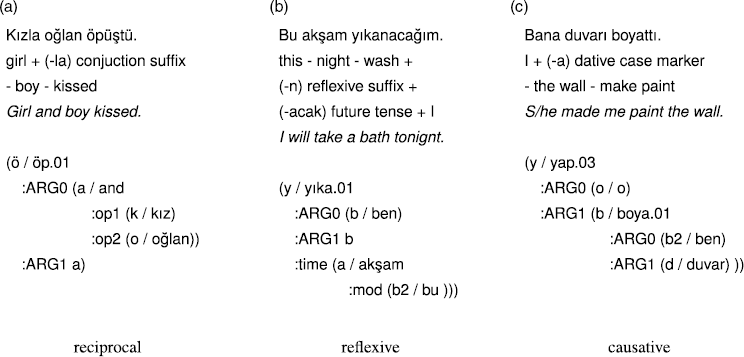 (a)
Kızla oğlan öpüştü.
girl + (-la) conjuction suffix
- boy - kissed
Girl and boy kissed.
(ö / öp.01
:ARG0 (a / and
:op1 (k / kız)
:op2 (o / oğlan))
:ARG1 a)
reciprocal
(b)
Bu akşam yıkanacağım.
this - night - wash +
(-n) reflexive suffix +
(-acak) future tense + I
I will take a bath tonignt.
(y / yıka.01
:ARG0 (b / ben)
:ARG1 b
:time (a / akşam
:mod (b2 / bu )))
reflexive
(c)
Bana duvarı boyattı.
I + (-a) dative case marker
- the wall - make paint
S/he made me paint the wall.
(y / yap.03
:ARG0 (o / o)
:ARG1 (b / boya.01
:ARG0 (b2 / ben)
:ARG1 (d / duvar) ))
causative